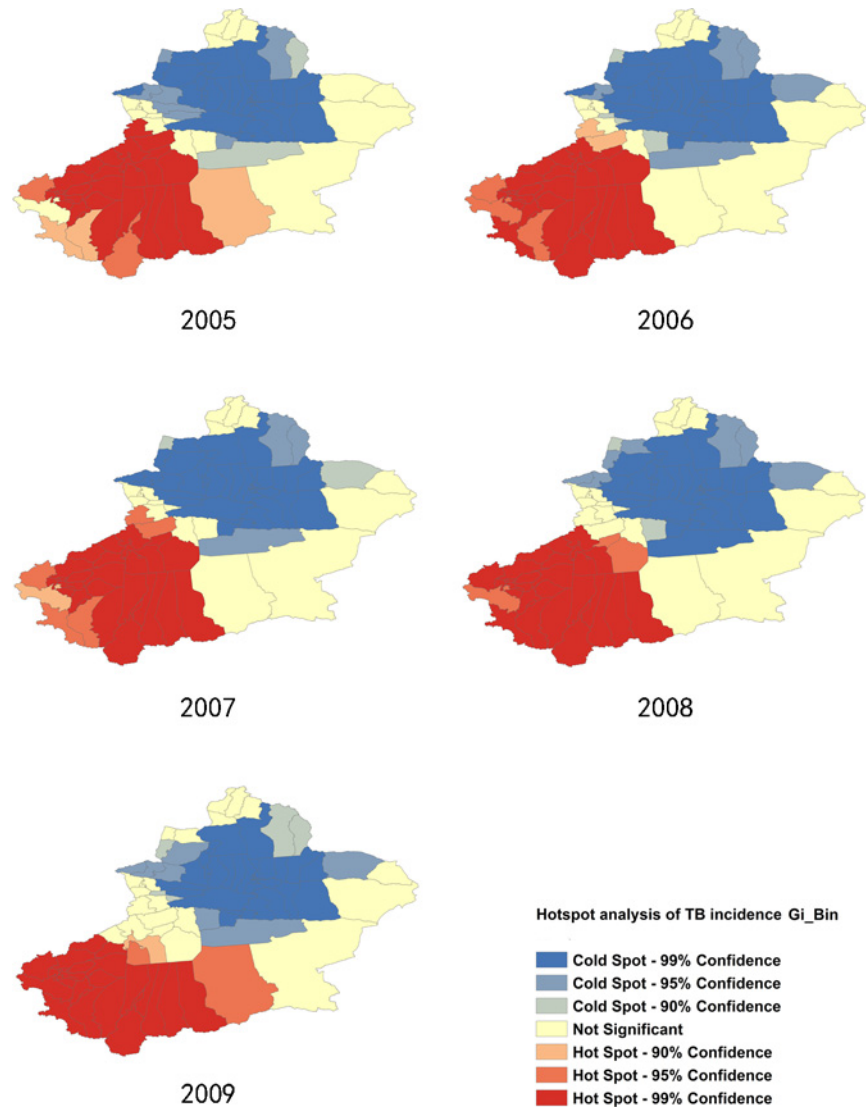 2005
2006
2007
2008
2009
Hotspot analysis of TB incidence Gi_Bin
Cold Spot - 99% Confidence
Cold Spot - 95% Confidence
Cold Spot - 90% Confidence
Not Significant
Hot Spot - 90% Confidence
Hot Spot - 95% Confidence
Hot Spot - 99% Confidence